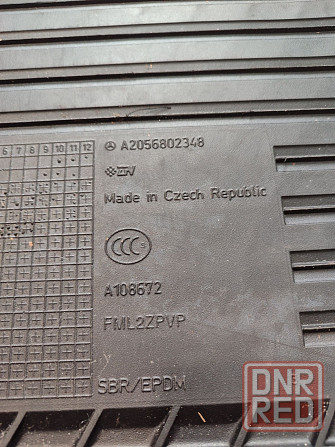 A2056802348
6 7 8 9 10 11 12
Made in Czech Republic
CCC S
A108672
FML2ZPVP
SBR/EPDM
DNR
RED